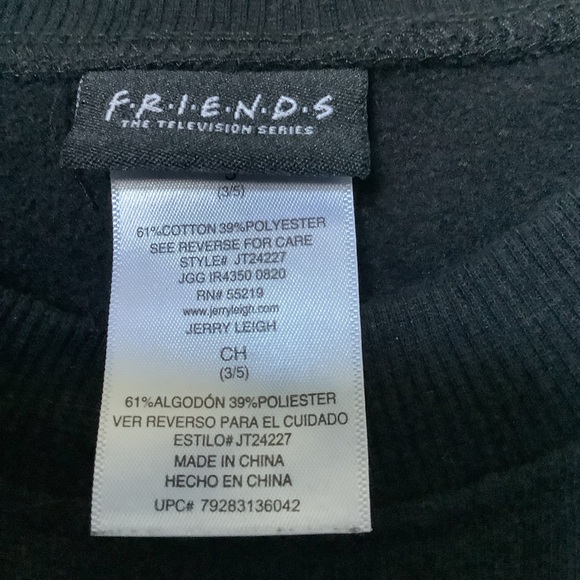 F·R·I·E·N·D·S
THE TELEVISION SERIES
(3/5)
61%COTTON 39%POLYESTER
SEE REVERSE FOR CARE
STYLE# JT24227
JGG IR4350 0820
RN# 55219
www.jerryleigh.com
JERRY LEIGH
CH
(3/5)
61%ALGODÓN 39%POLIESTER
VER REVERSO PARA EL CUIDADO
ESTILO# JT24227
MADE IN CHINA
HECHO EN CHINA
UPC# 79283136042